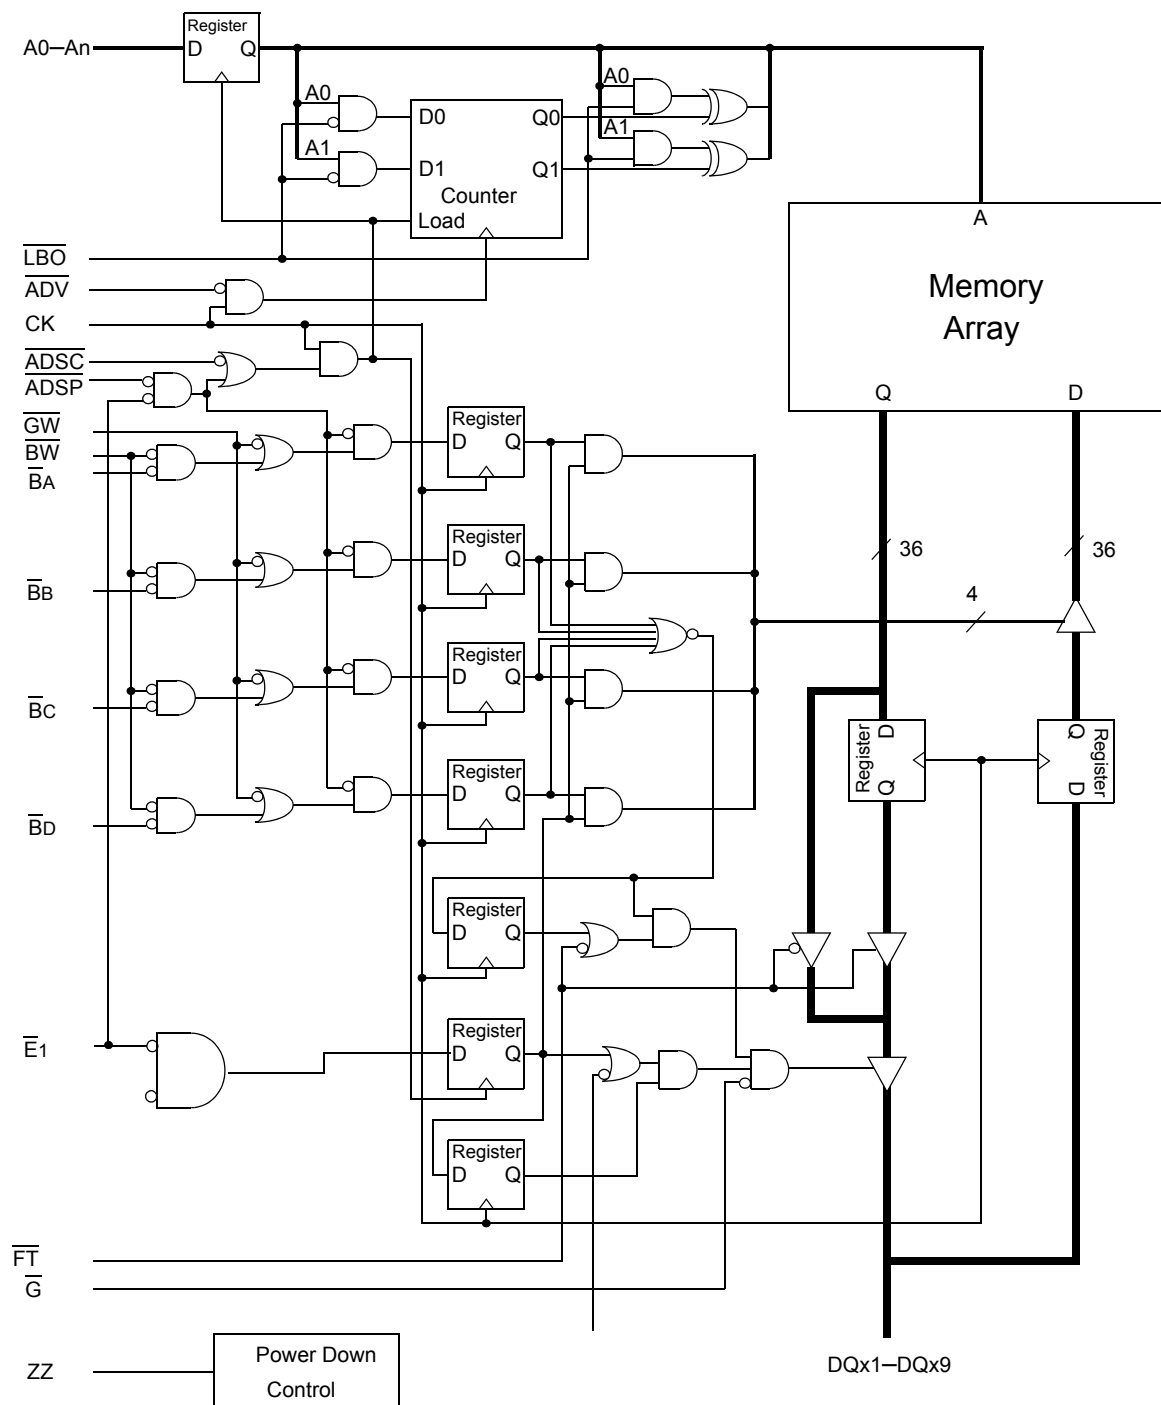 Register
A0–An
D Q
A0
A0
D0
Q0
A1
A1
D1
Q1
Counter
Load
A
LBO
ADV
Memory
CK
Array
ADSC
ADSP
Q
D
GW
Register
BW
D Q
BA
Register
36
36
D Q
BB
4
Register
D Q
BC
Register
D
Q
Register
Q
D
Register
D Q
BD
Register
D Q
Register
E1
D Q
Register
D Q
FT
G
Power Down
ZZ
DQx1–DQx9
Control